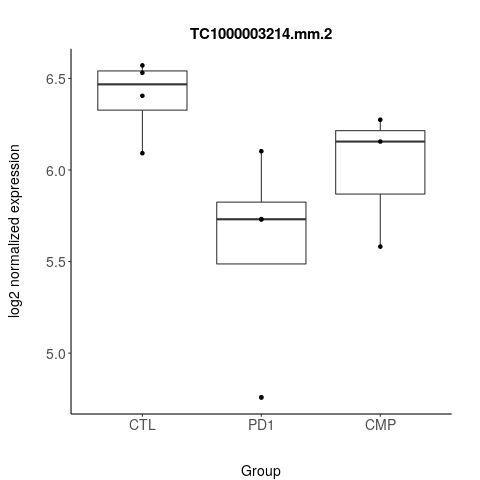 TC1000003214.mm.2
log2 normalized expression
6.5
6.0
5.5
5.0
CTL
PD1
CMP
Group